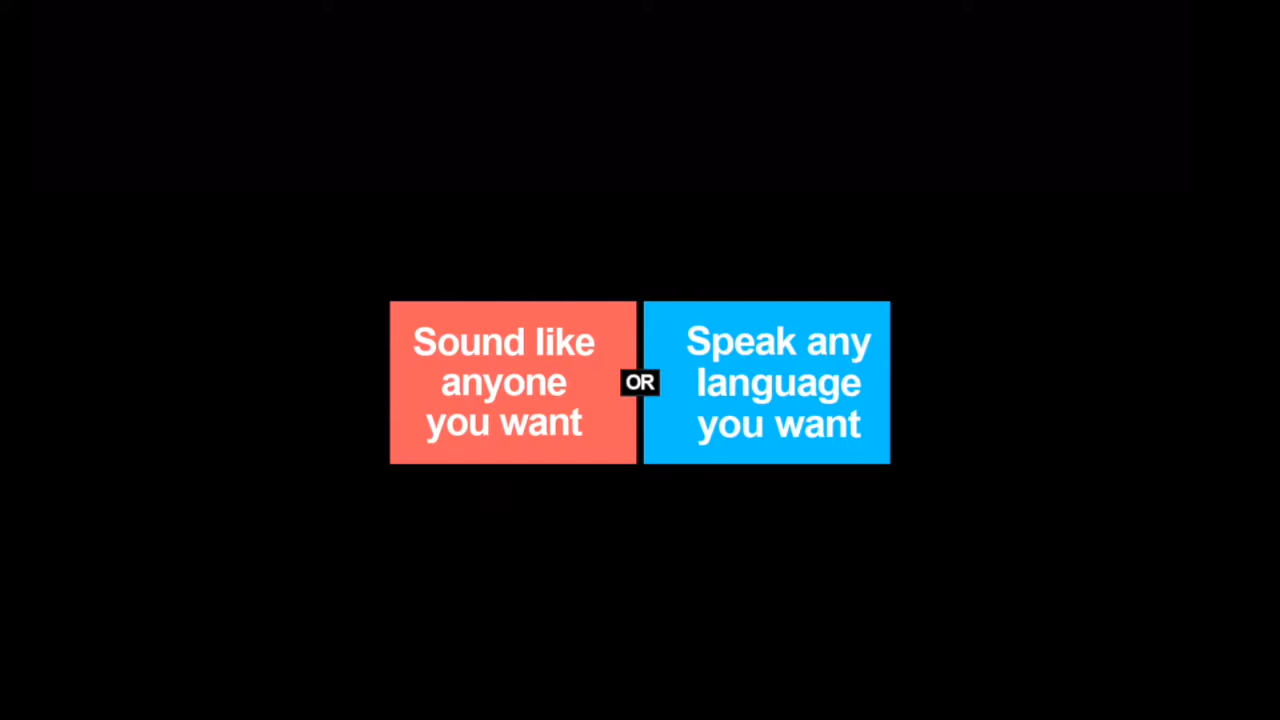 Sound like
anyone
you want
OR
Speak any
language
you want